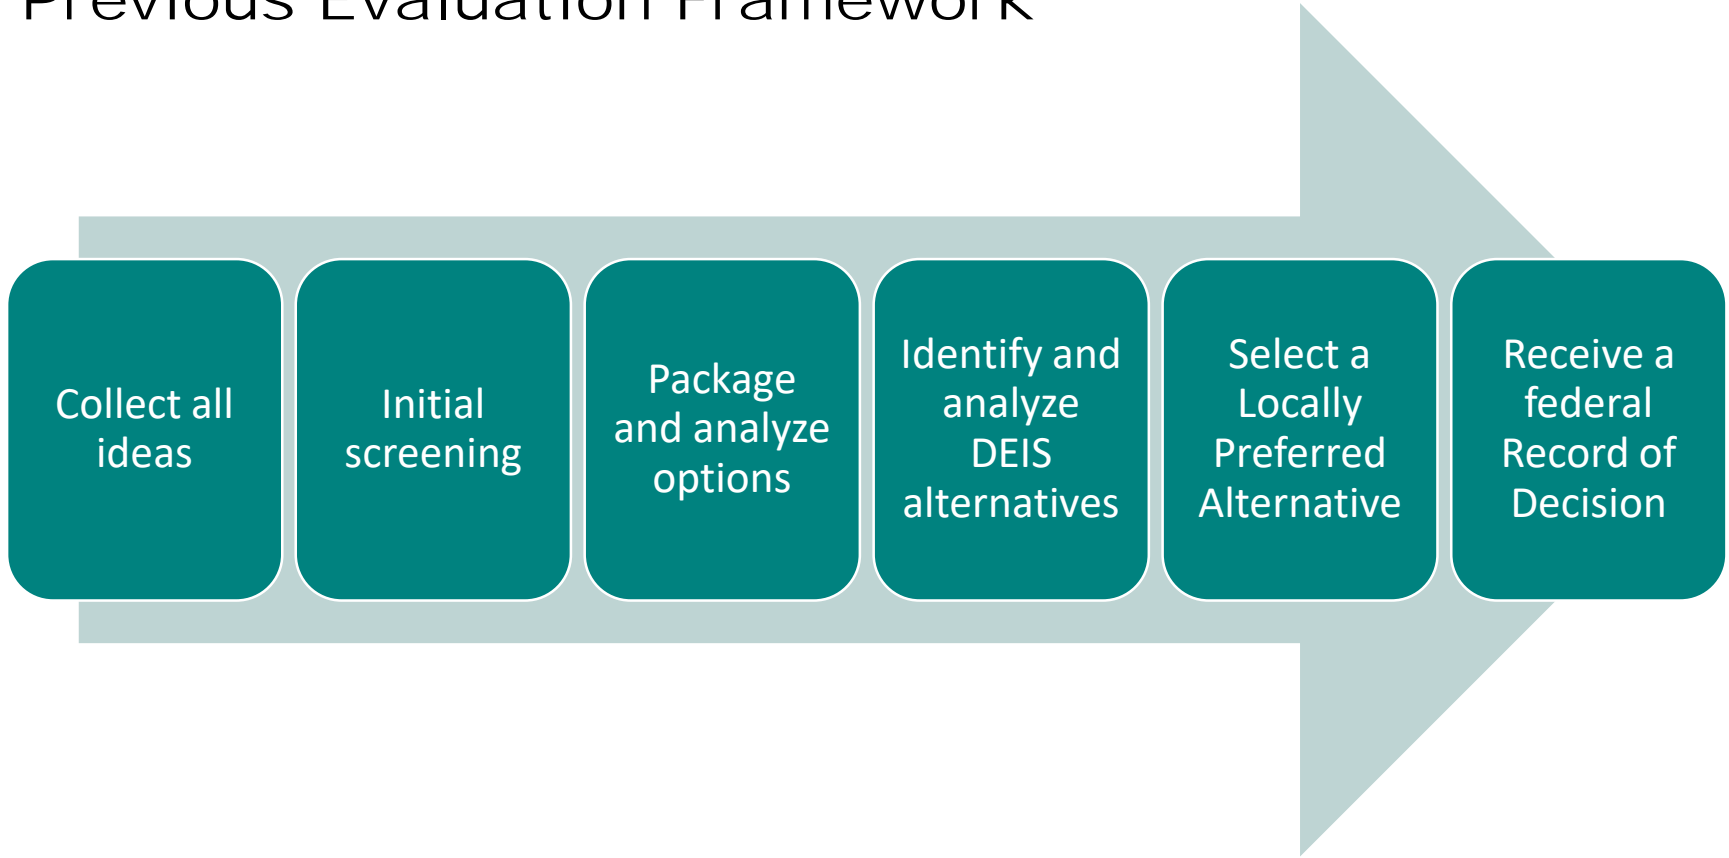 Previous Evaluation Framework
Collect all
ideas
Initial
screening
Package
and analyze
options
Identify and
analyze
DEIS
alternatives
Select a
Locally
Preferred
Alternative
Receive a
federal
Record of
Decision